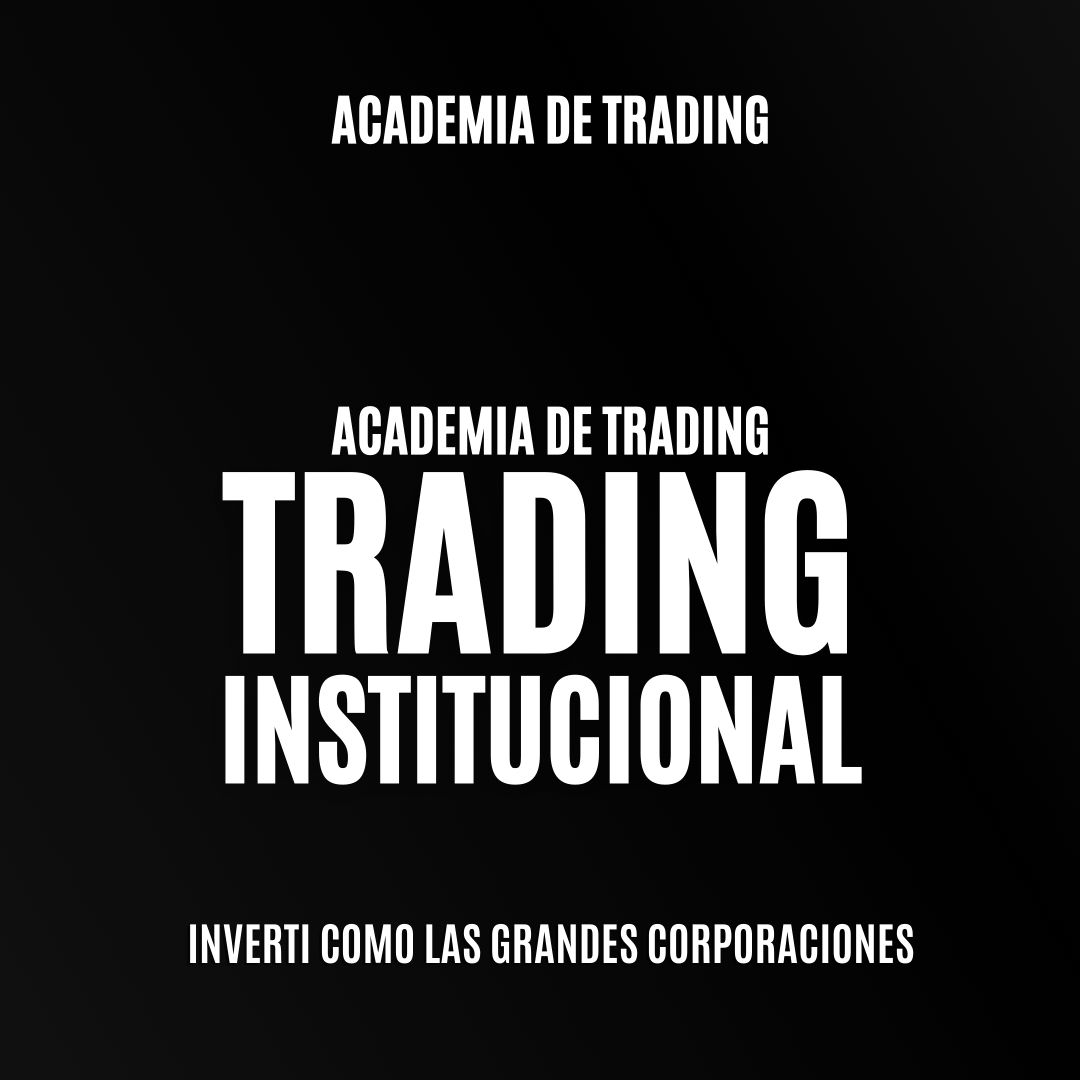 ACADEMIA DE TRADING
ACADEMIA DE TRADING
TRADING
INSTITUCIONAL
INVERTI COMO LAS GRANDES CORPORACIONES